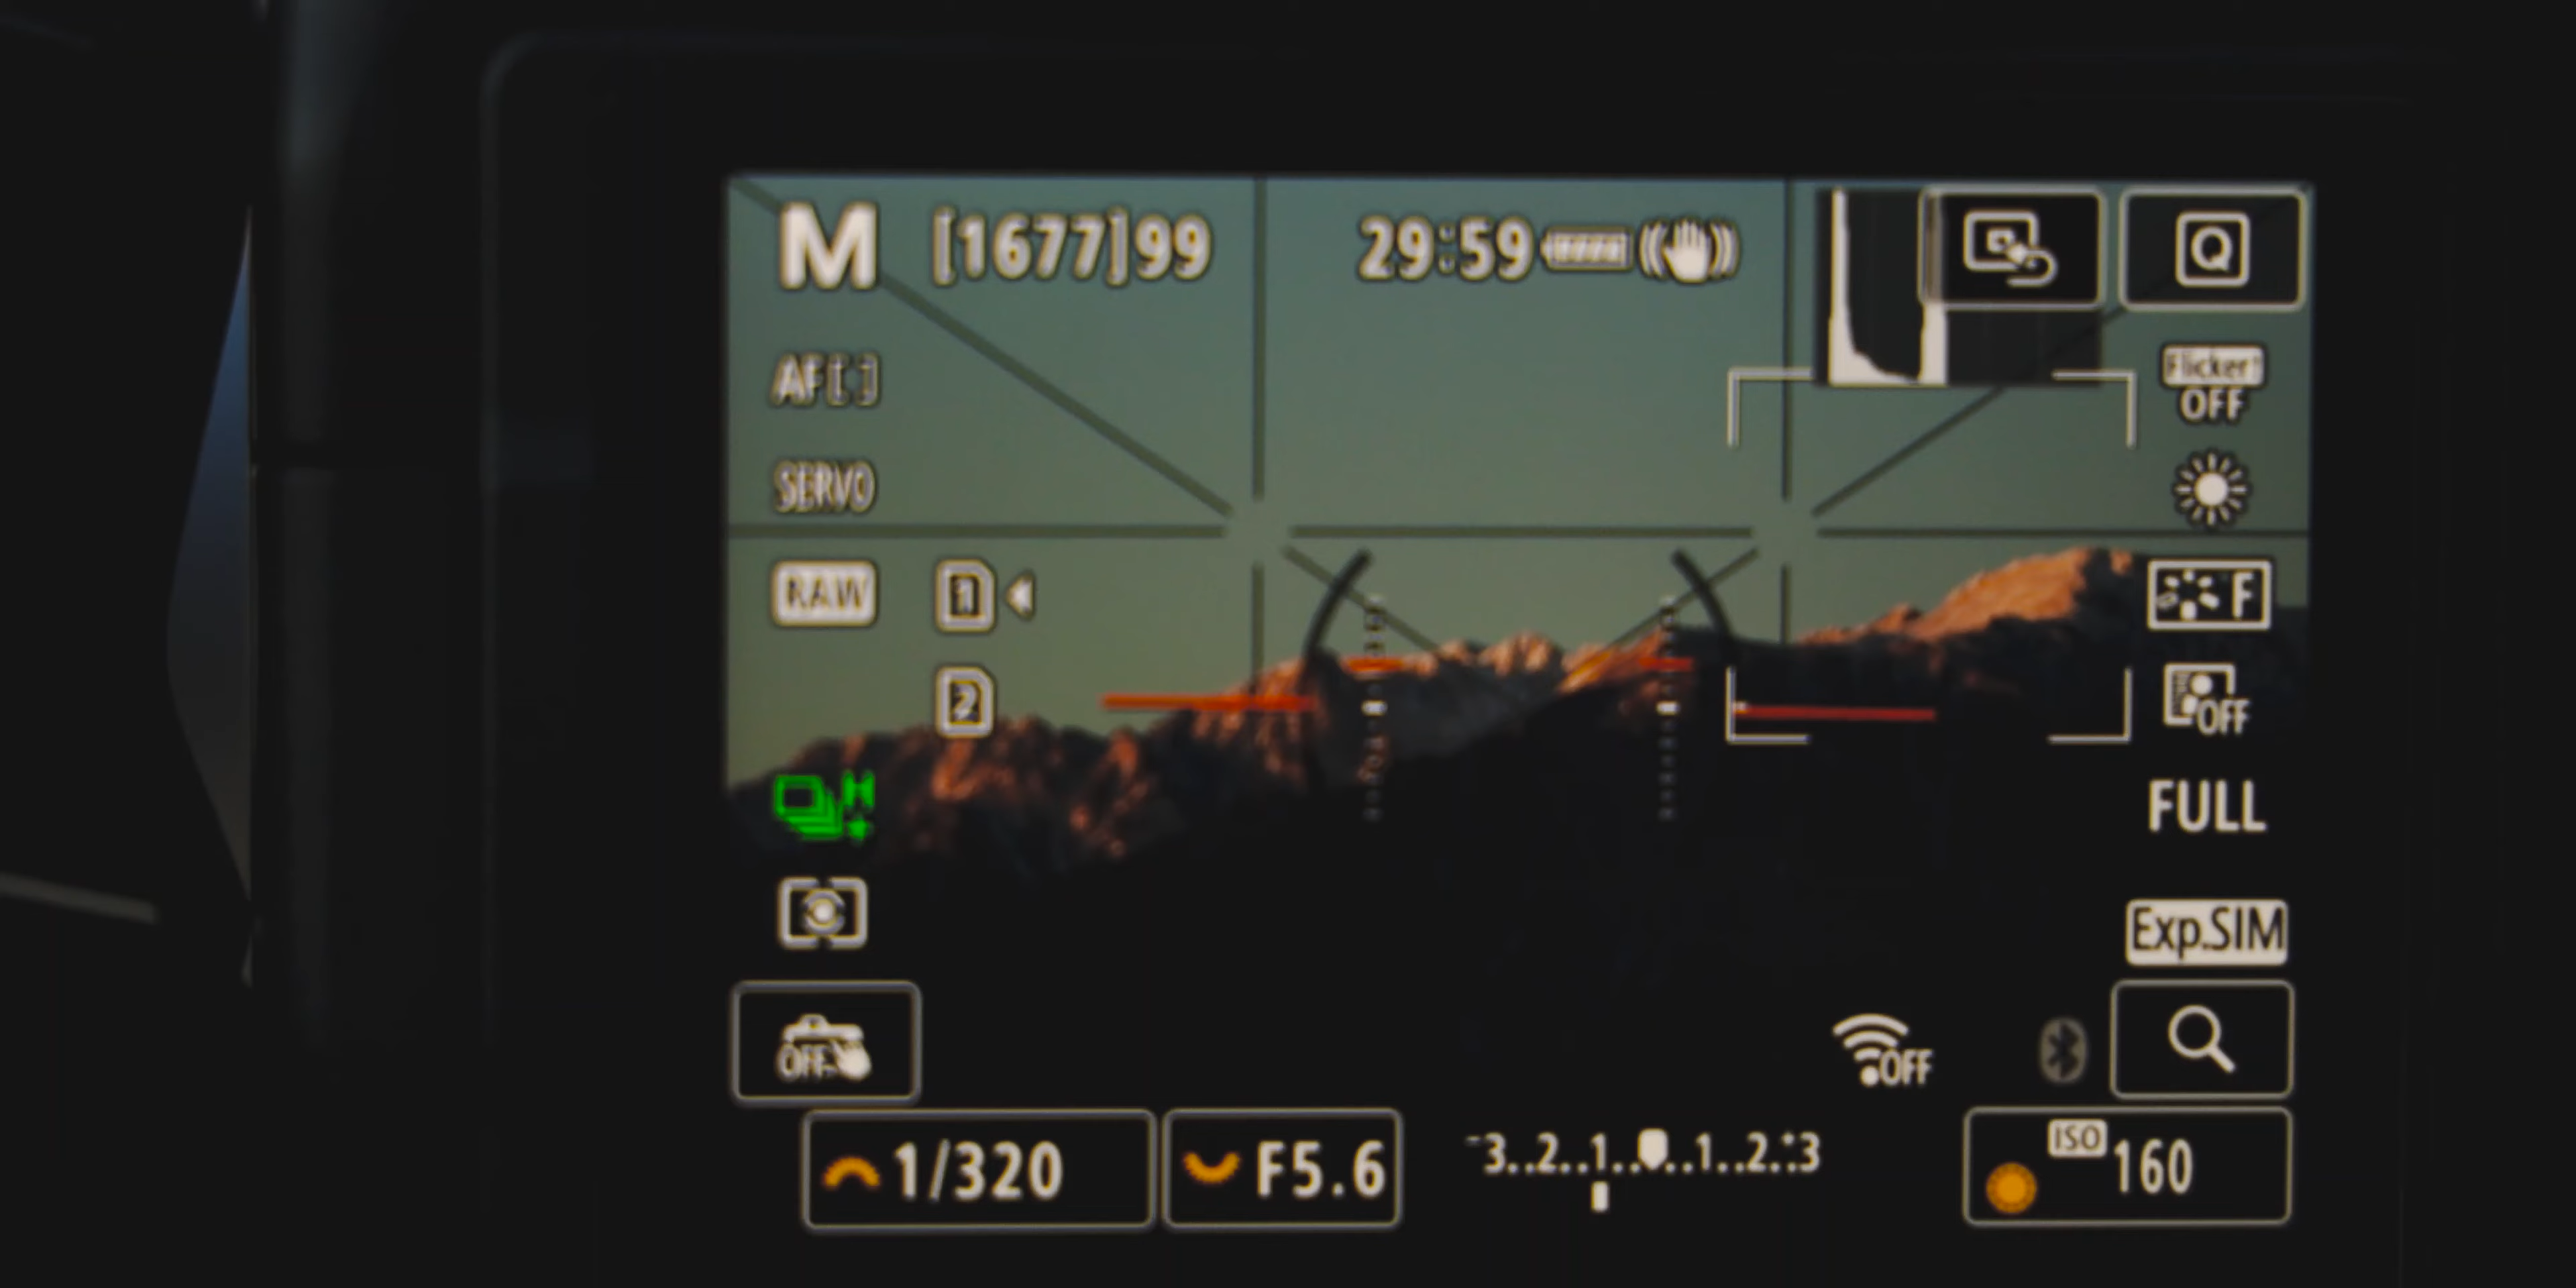 M [1677]99 29:59
Q
AF[ ]
Flicker!
OFF
SERVO
RAW 1
F
2
OFF
H
+
FULL
Exp.SIM
OFF
OFF
1/320 F5.6 -3..2..1....1..2..+3 ISO 160